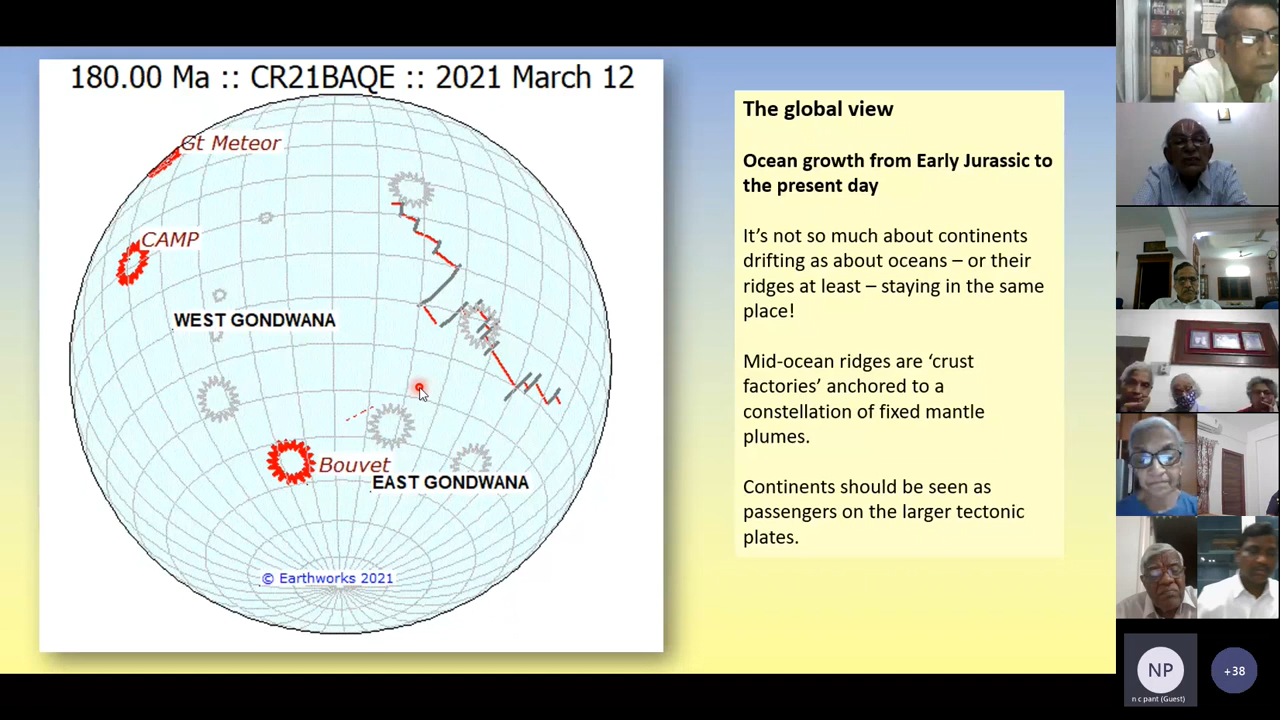 180.00 Ma :: CR21BAQE :: 2021 March 12
Gt Meteor
CAMP
WEST GONDWANA
Bouvet
EAST GONDWANA
© Earthworks 2021
The global view
Ocean growth from Early Jurassic to
the present day
It’s not so much about continents
drifting as about oceans – or their
ridges at least – staying in the same
place!
Mid-ocean ridges are ‘crust
factories’ anchored to a
constellation of fixed mantle
plumes.
Continents should be seen as
passengers on the larger tectonic
plates.
NP
n c pant (Guest)
+38